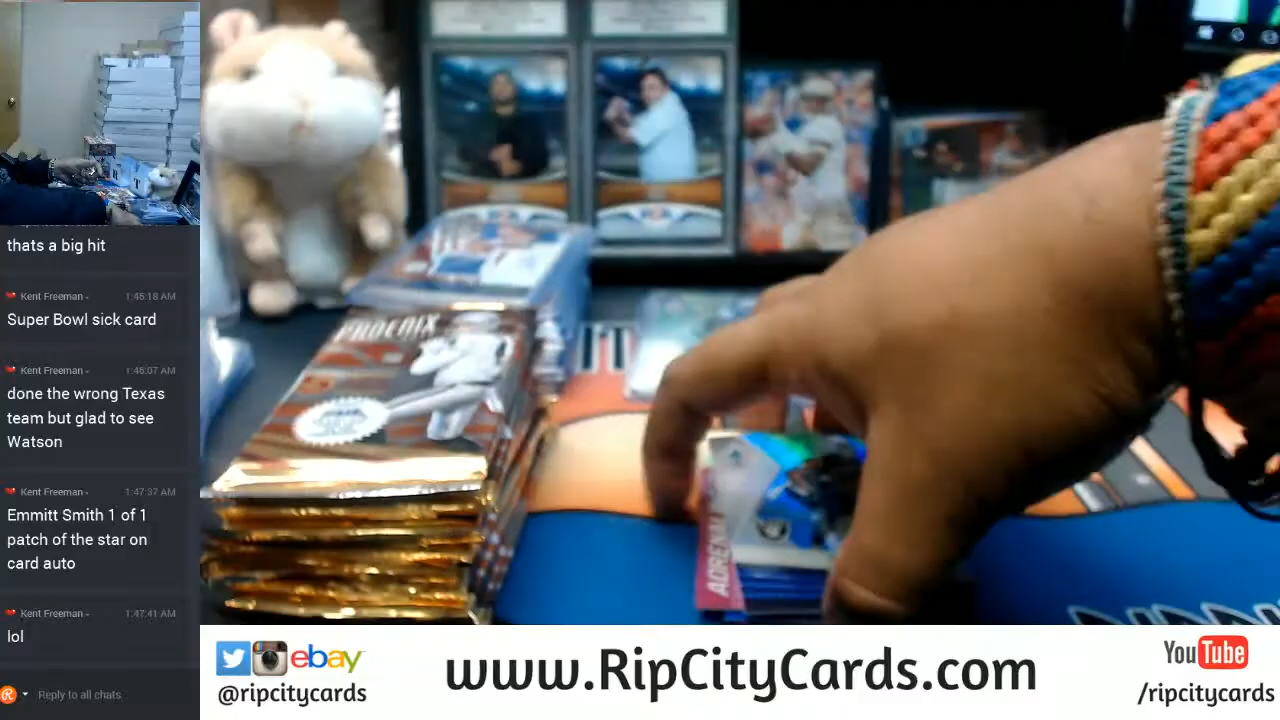 thats a big hit
Kent Freeman 1:45:18 AM
Super Bowl sick card
Kent Freeman 1:45:07 AM
done the wrong Texas
team but glad to see
Watson
Kent Freeman 1:47:37 AM
Emmitt Smith 1 of 1
patch of the star on
card auto
Kent Freeman 1:47:41 AM
lol
Reply to all chats
PHOENIX
ebay
@ripcitycards
www.RipCityCards.com
YouTube
/ripcitycards